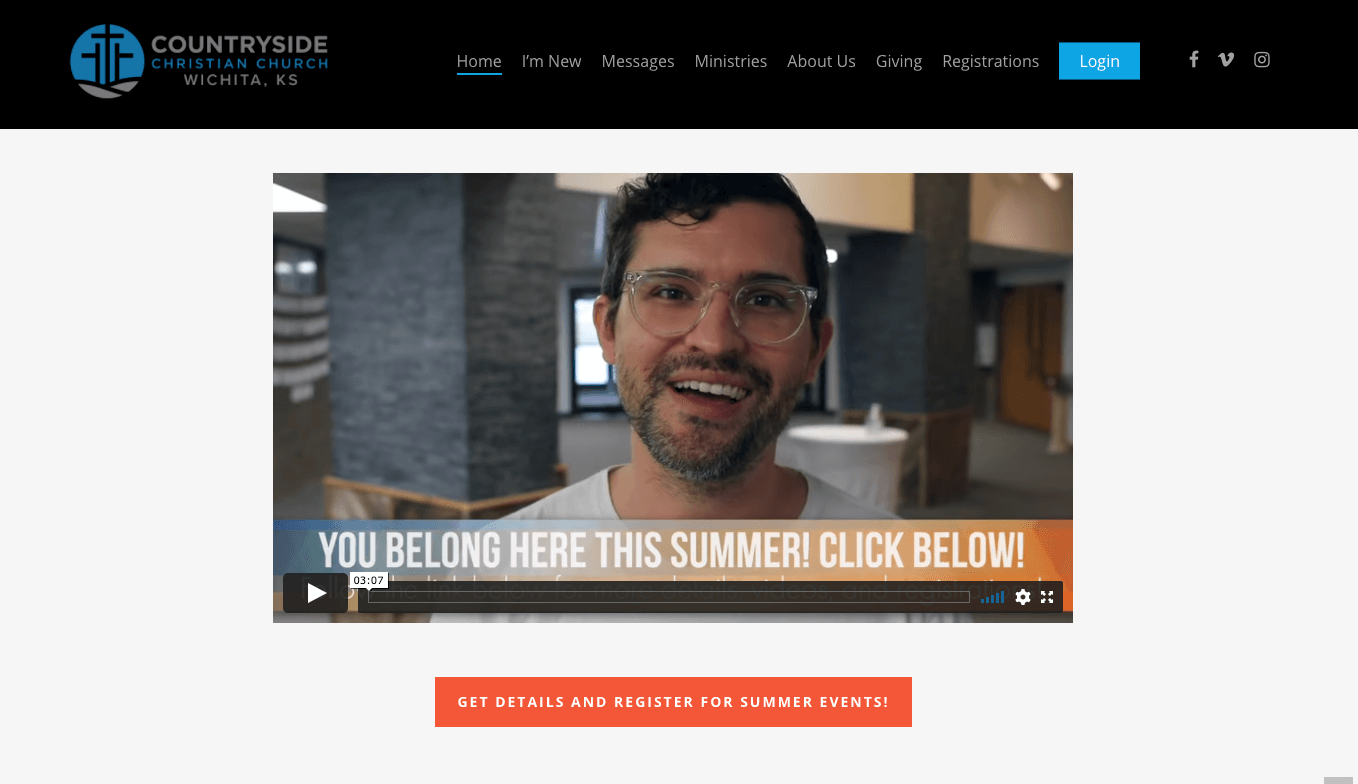 COUNTRYSIDE
CHRISTIAN CHURCH
WICHITA, KS
Home I'm New Messages Ministries About Us Giving Registrations Login
YOU BELONG HERE THIS SUMMER! CLICK BELOW!
the link below for more details, videos, and registration
03:07
GET DETAILS AND REGISTER FOR SUMMER EVENTS!